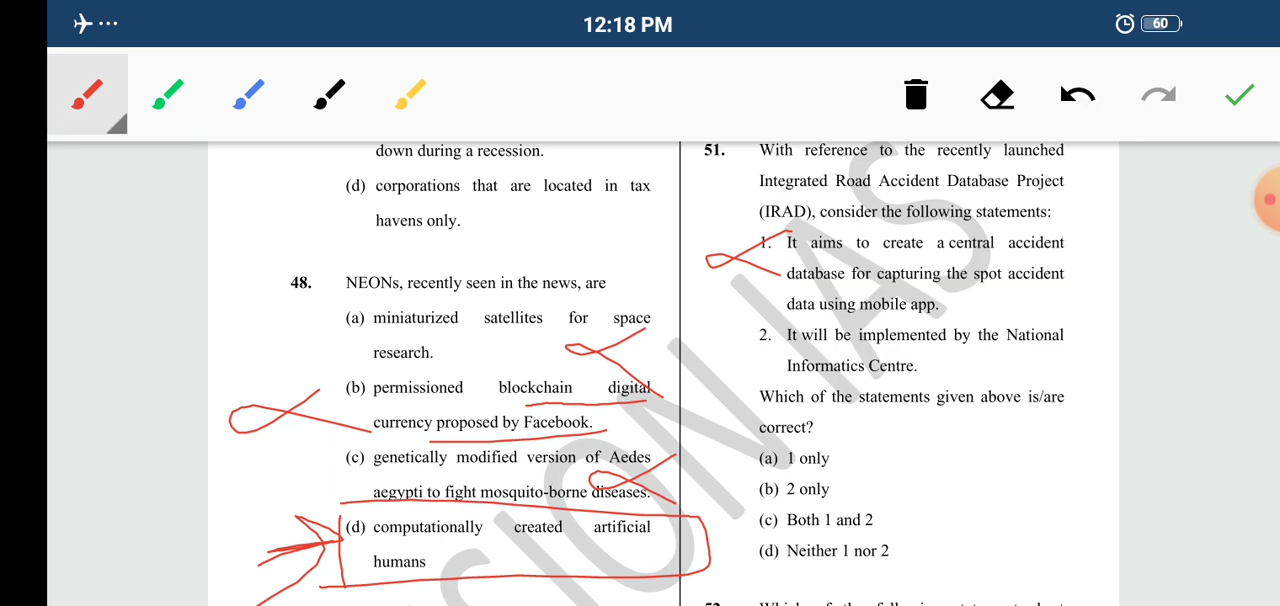 12:18 PM
60
down during a recession.
(d) corporations that are located in tax
havens only.
48. NEONs, recently seen in the news, are
(a) miniaturized satellites for space
research.
(b) permissioned blockchain digital
currency proposed by Facebook.
(c) genetically modified version of Aedes
aegypti to fight mosquito-borne diseases.
(d) computationally created artificial
humans
51. With reference to the recently launched
Integrated Road Accident Database Project
(IRAD), consider the following statements:
1. It aims to create a central accident
database for capturing the spot accident
data using mobile app.
2. It will be implemented by the National
Informatics Centre.
Which of the statements given above is/are
correct?
(a) 1 only
(b) 2 only
(c) Both 1 and 2
(d) Neither 1 nor 2
SION IAS